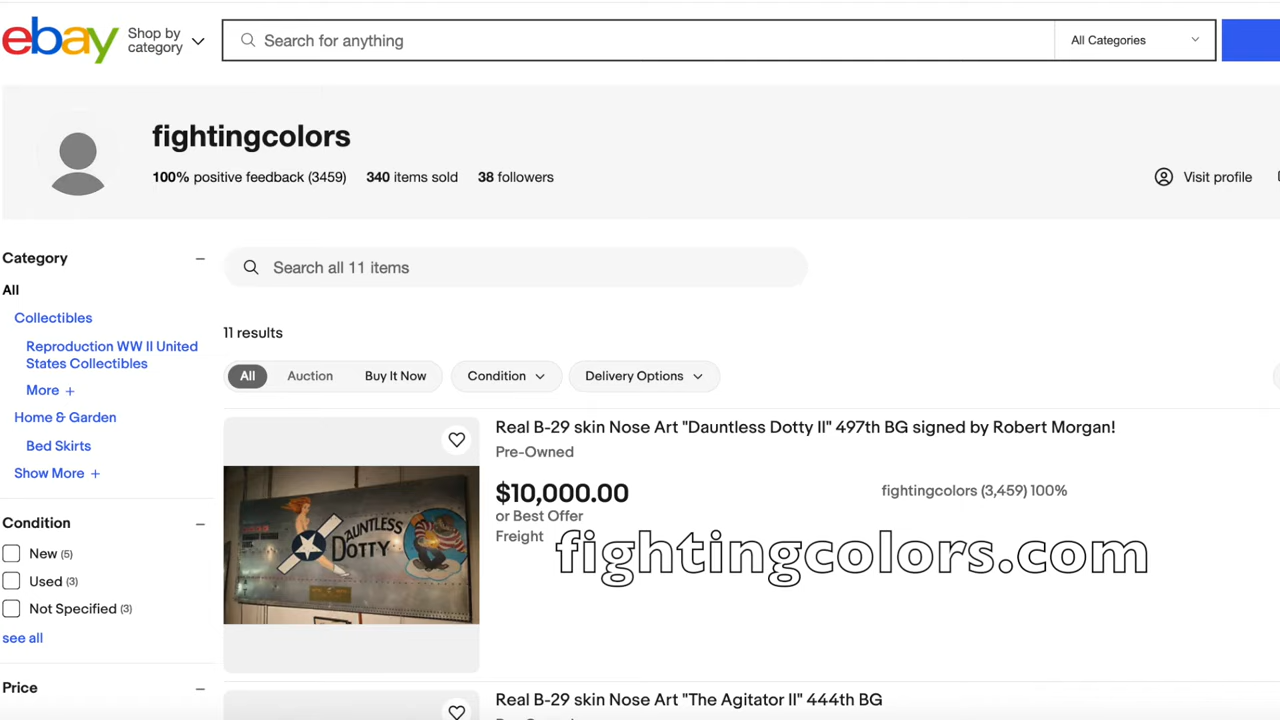 ebay
Shop by
category
Search for anything
All Categories
fightingcolors
100% positive feedback (3459) 340 items sold 38 followers
Visit profile
Category
All
Collectibles
Reproduction WW II United
States Collectibles
More +
Home & Garden
Bed Skirts
Show More +
Condition
New (5)
Used (3)
Not Specified (3)
see all
Price
Search all 11 items
11 results
All Auction Buy It Now Condition Delivery Options
Real B-29 skin Nose Art "Dauntless Dotty II" 497th BG signed by Robert Morgan!
Pre-Owned
$10,000.00
or Best Offer
Freight
fightingcolors (3,459) 100%
fightingcolors.com
DAUNTLESS
DOTTY
Real B-29 skin Nose Art "The Agitator II" 444th BG